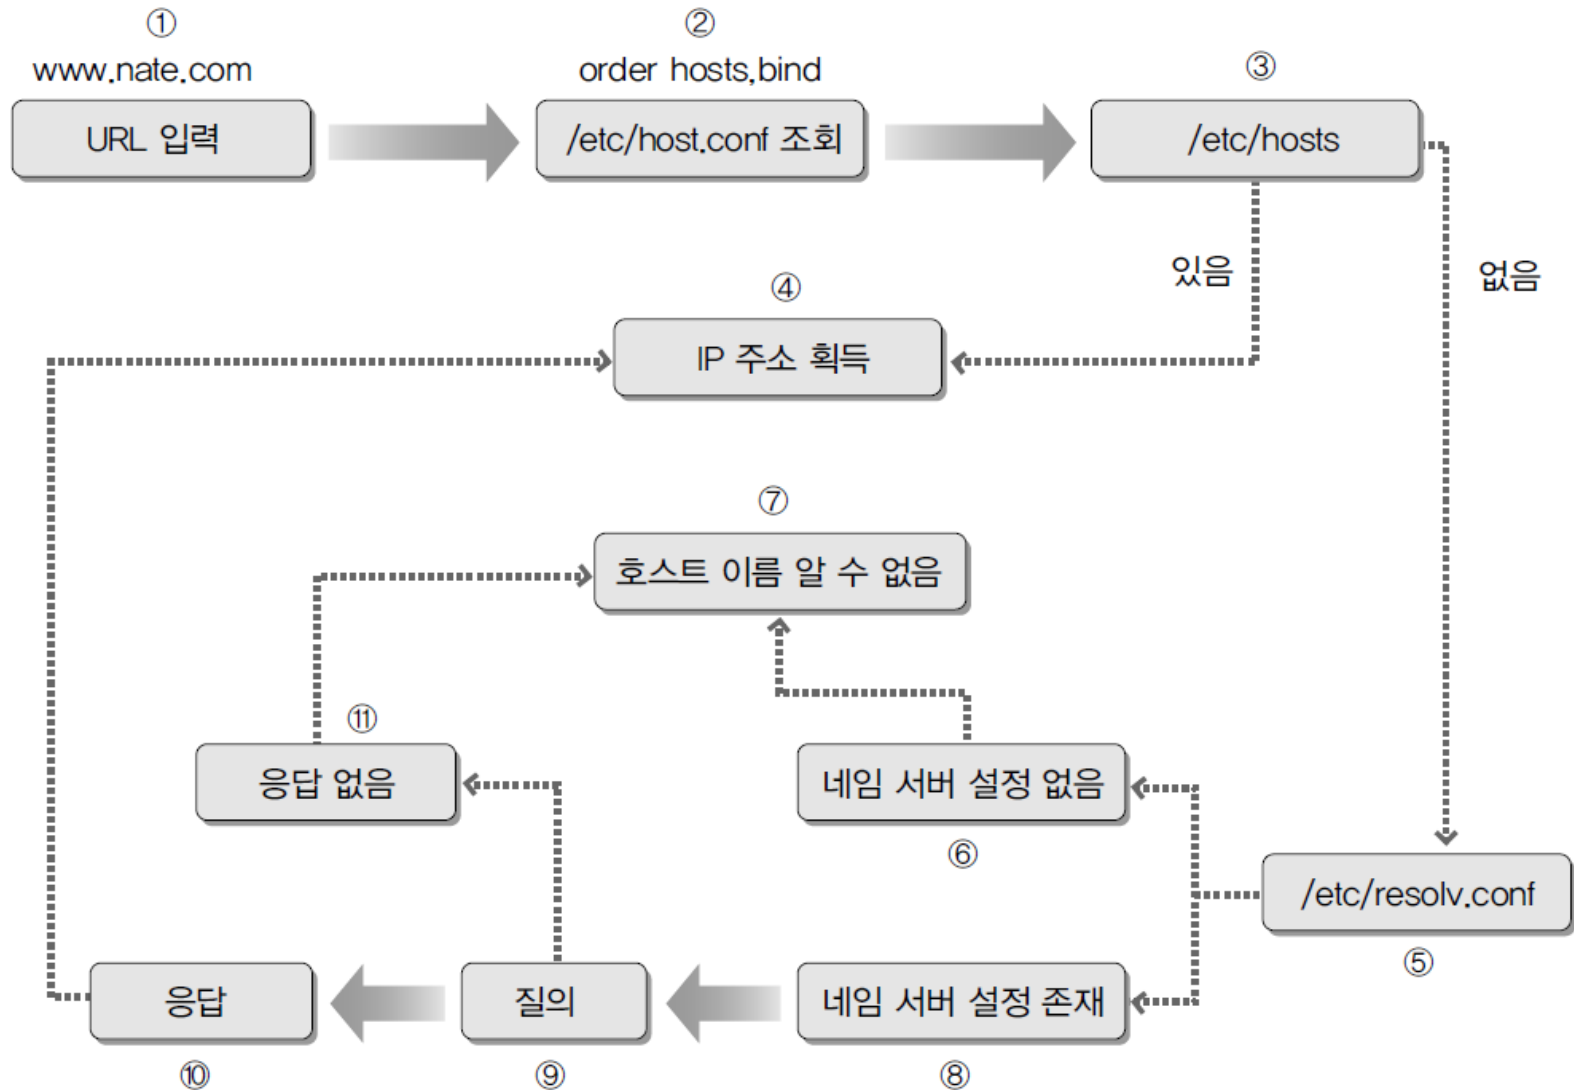 ①
www.nate.com
URL 입력
②
order hosts,bind
/etc/host.conf 조회
③
/etc/hosts
있음
없음
④
IP 주소 획득
⑦
호스트 이름 알 수 없음
⑪
응답 없음
네임 서버 설정 없음
⑥
/etc/resolv.conf
⑤
응답
⑩
질의
⑨
네임 서버 설정 존재
⑧